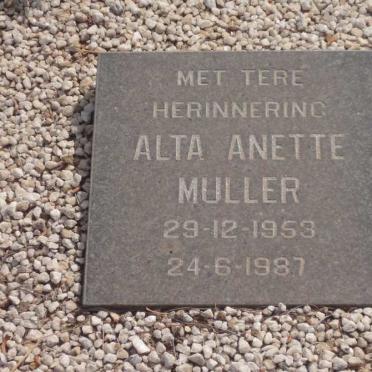 MET TERE
HERINNERING
ALTA ANETTE
MULLER
29-12-1953
24-6-1987